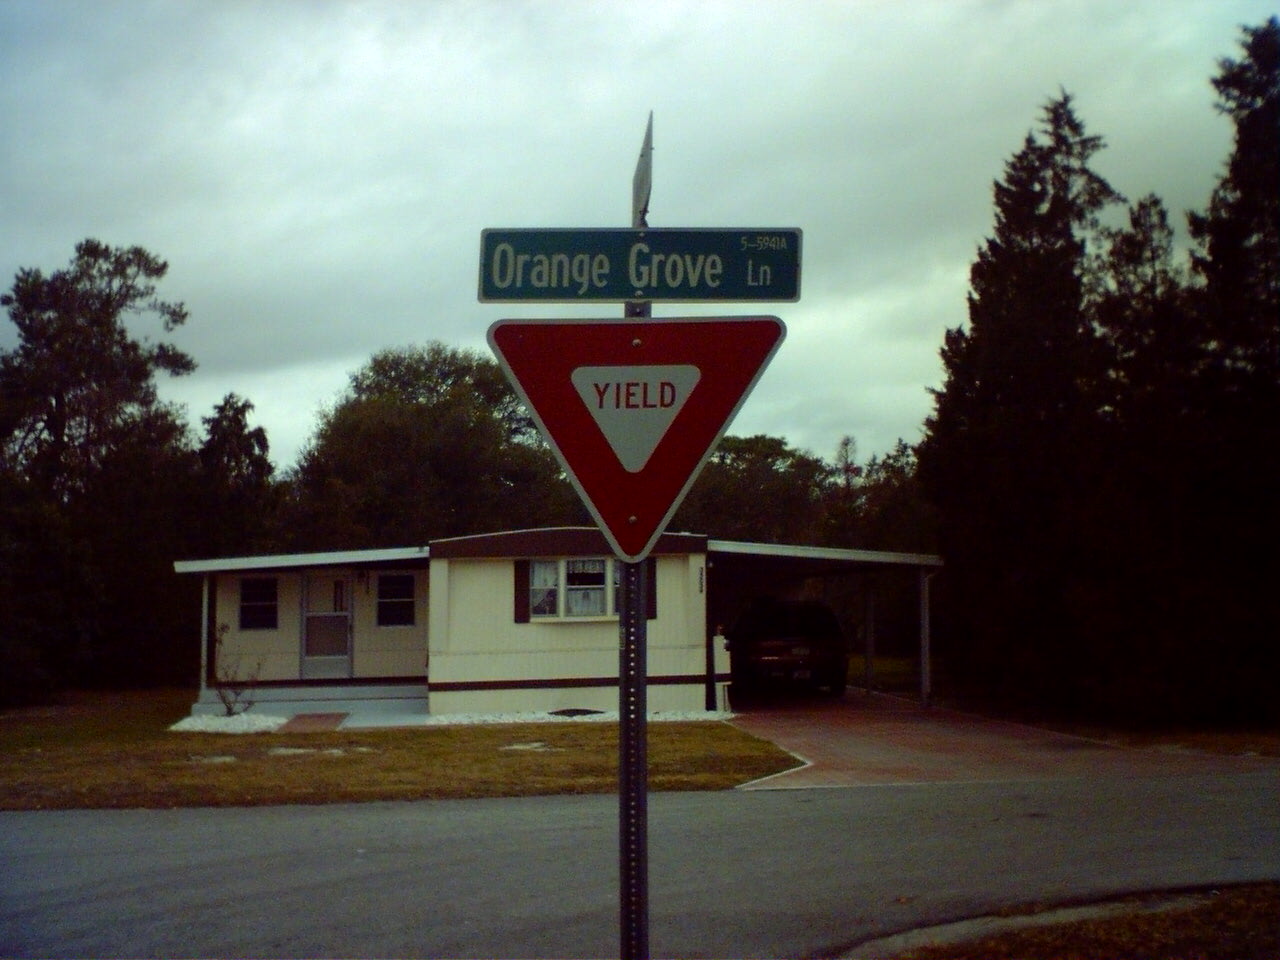 5-5941A
Orange Grove Ln
YIELD